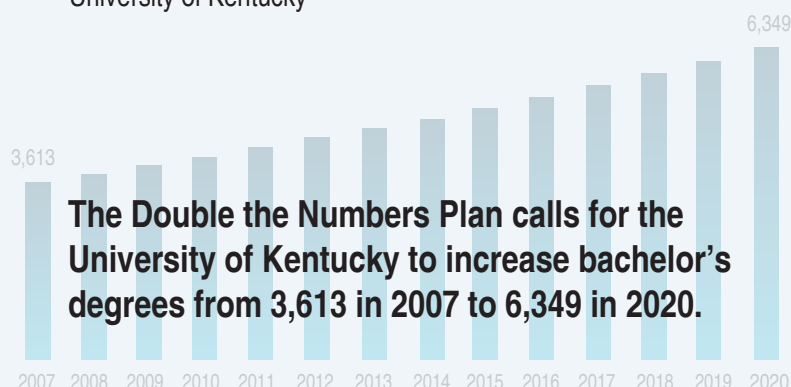 University of Kentucky
6,349
3,613
The Double the Numbers Plan calls for the
University of Kentucky to increase bachelor’s
degrees from 3,613 in 2007 to 6,349 in 2020.
2007 2008 2009 2010 2011 2012 2013 2014 2015 2016 2017 2018 2019 2020